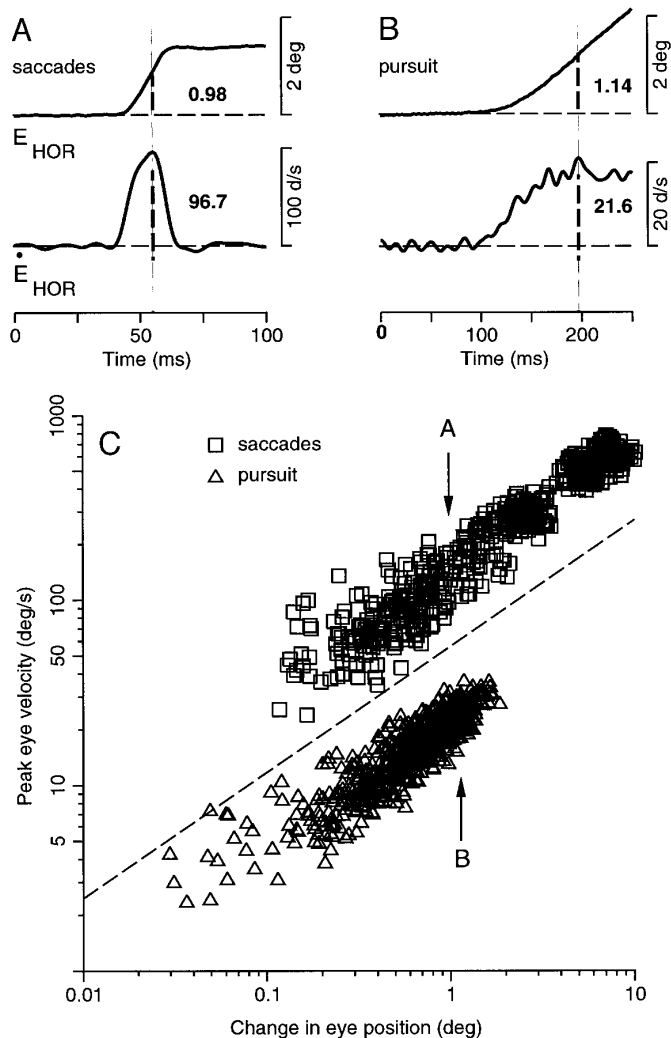 A
saccades
0.98
2 deg
E HOR
96.7
100 d/s
Ė HOR
0 50 100
Time (ms)
B
pursuit
1.14
2 deg
21.6
20 d/s
0 100 200
Time (ms)
C
saccades
pursuit
A
B
1000
100
50
10
5
Peak eye velocity (deg/s)
0.01 0.1 1 10
Change in eye position (deg)